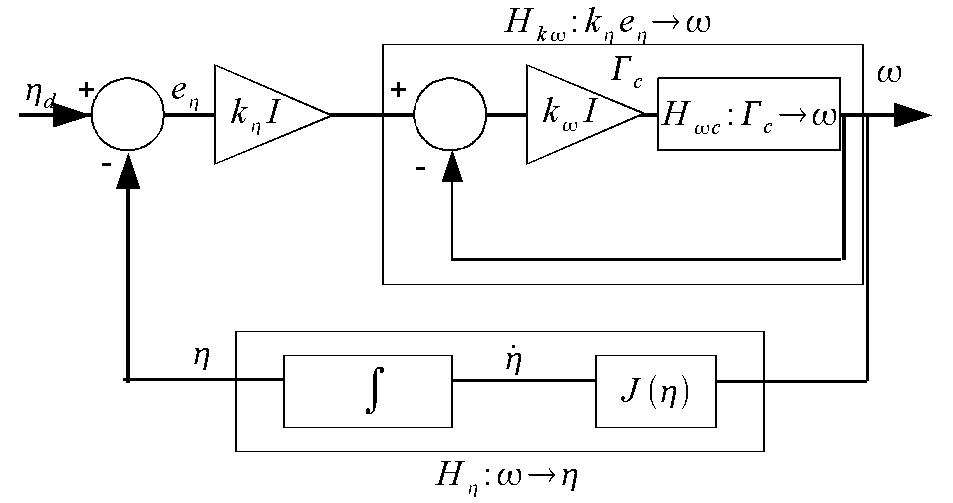 H_{kω}: k_η e_η → ω
η_d
+
e_η
k_η I
+
k_ω I
Γ_c
H_{ωc}: Γ_c → ω
ω
-
-
η
∫
η̇
J(η)
H_η: ω → η